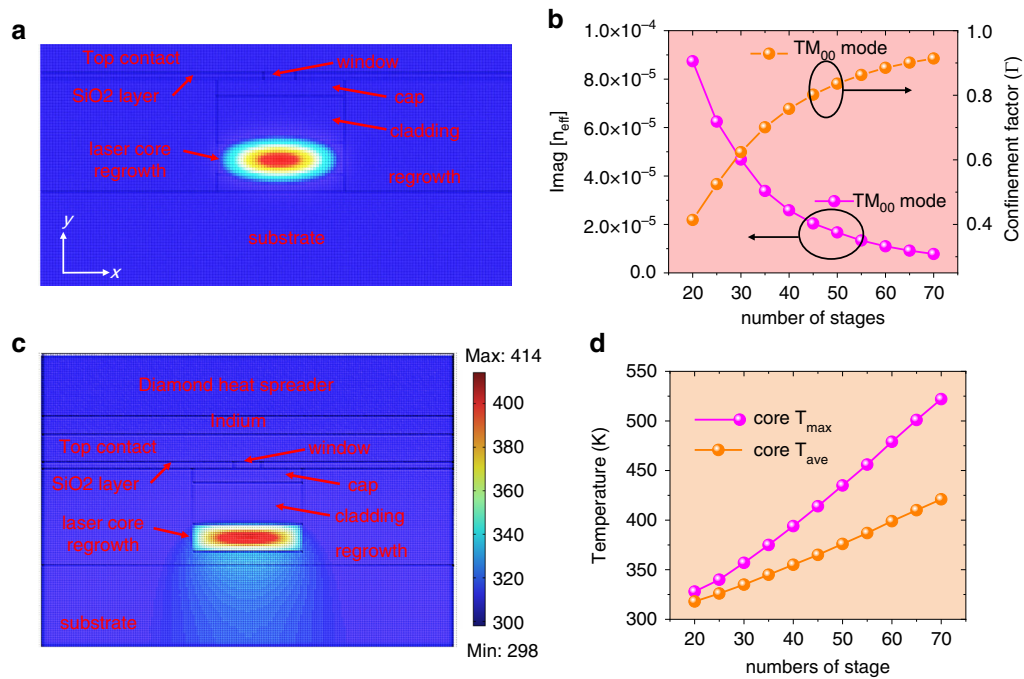 a
Top contact
window
SiO2 layer
cap
cladding
laser core
regrowth
regrowth
substrate
y
x
b
1.0×10⁻⁴
8.0×10⁻⁵
6.0×10⁻⁵
4.0×10⁻⁵
2.0×10⁻⁵
0.0
Imag [n_eff]
TM₀₀ mode
TM₀₀ mode
1.0
0.8
0.6
0.4
Confinement factor (Γ)
20 30 40 50 60 70
number of stages
c
Max: 414
Diamond heat spreader
Indium
Top contact
window
SiO2 layer
cap
cladding
laser core
regrowth
regrowth
substrate
400
380
360
340
320
300
Min: 298
d
550
500
450
400
350
300
Temperature (K)
core T_max
core T_ave
20 30 40 50 60 70
numbers of stage